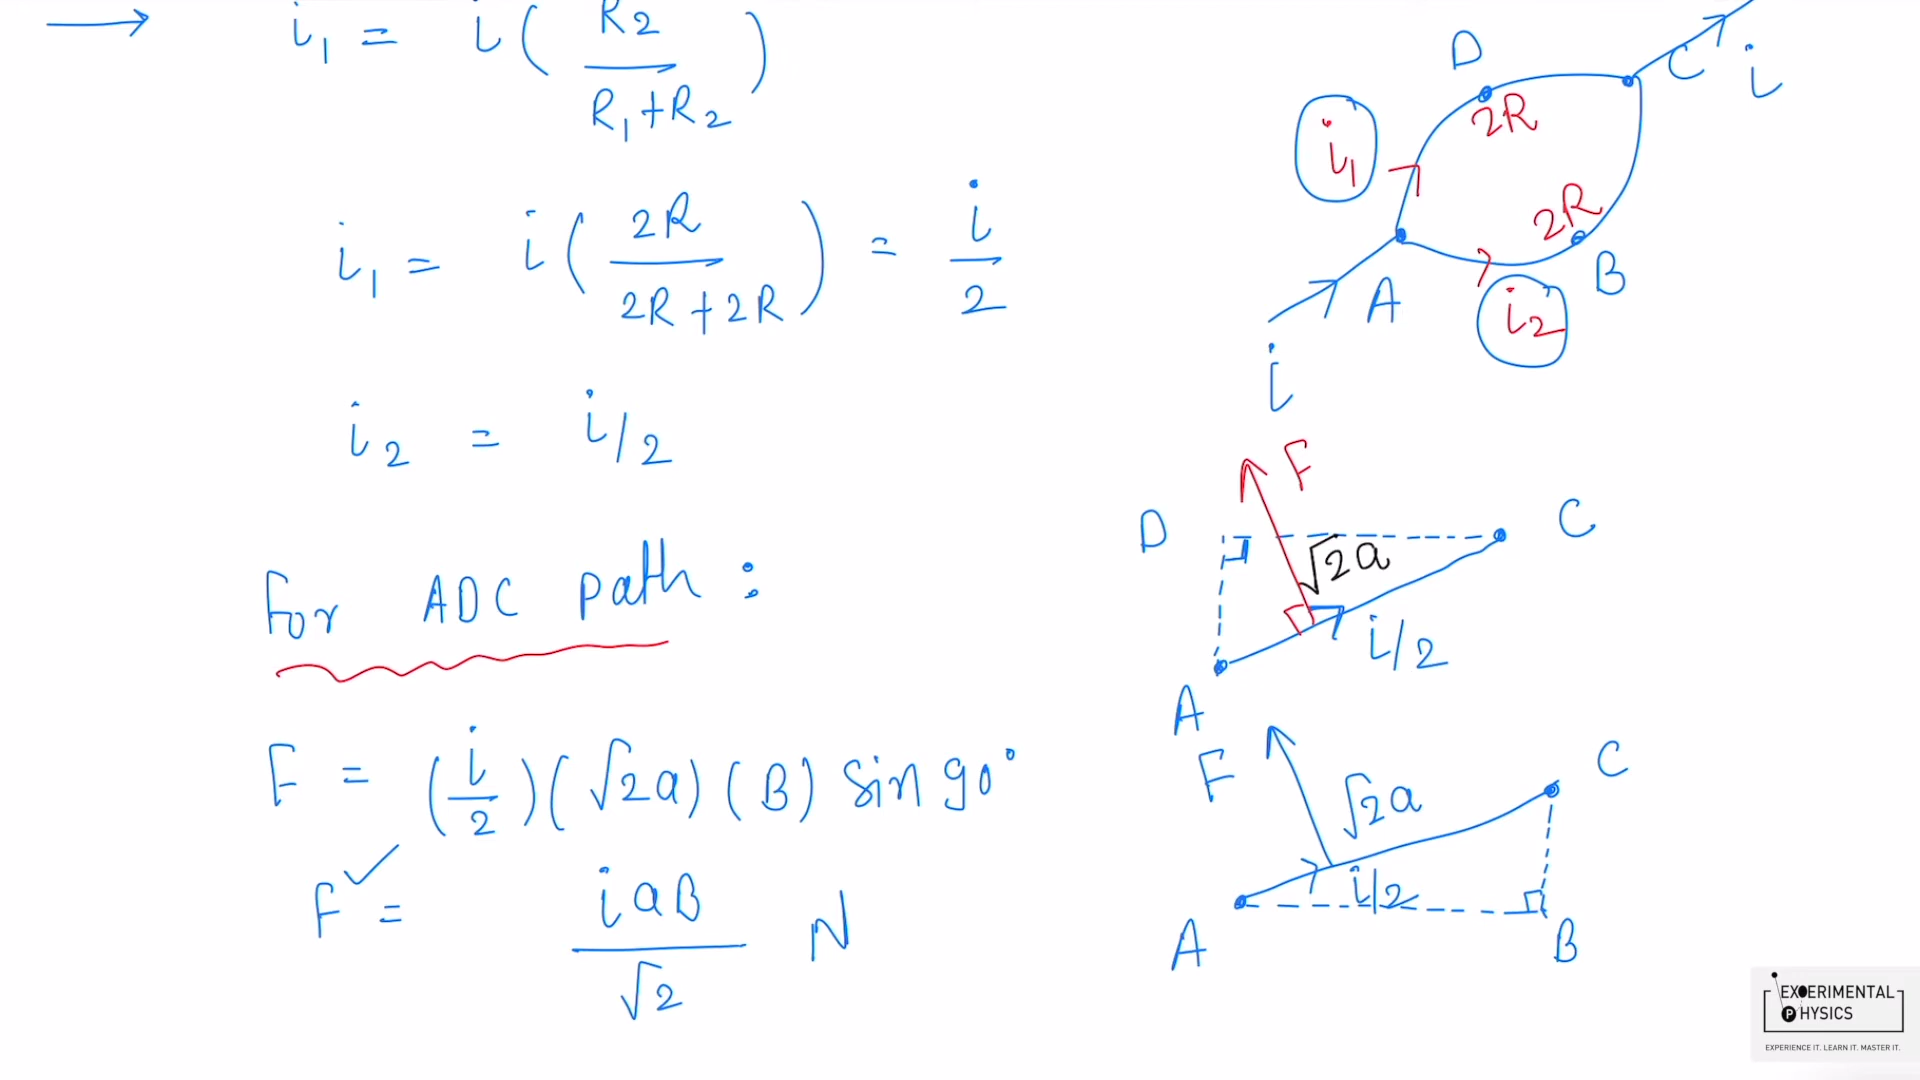 i₁ = i ( R₂ / R₁+R₂ )
i₁ = i ( 2R / 2R+2R ) = i / 2
i₂ = i/2
For ADC path :
F = ( i / 2 ) ( √2a ) ( B ) Sin 90°
F = iaB / √2 N
D
C
i
2R
i₁
2R
B
A
i₂
i
F
D
C
√2a
i/2
A
F
C
√2a
i/2
A
B
EXPERIMENTAL
PHYSICS
EXPERIENCE IT. LEARN IT. MASTER IT.